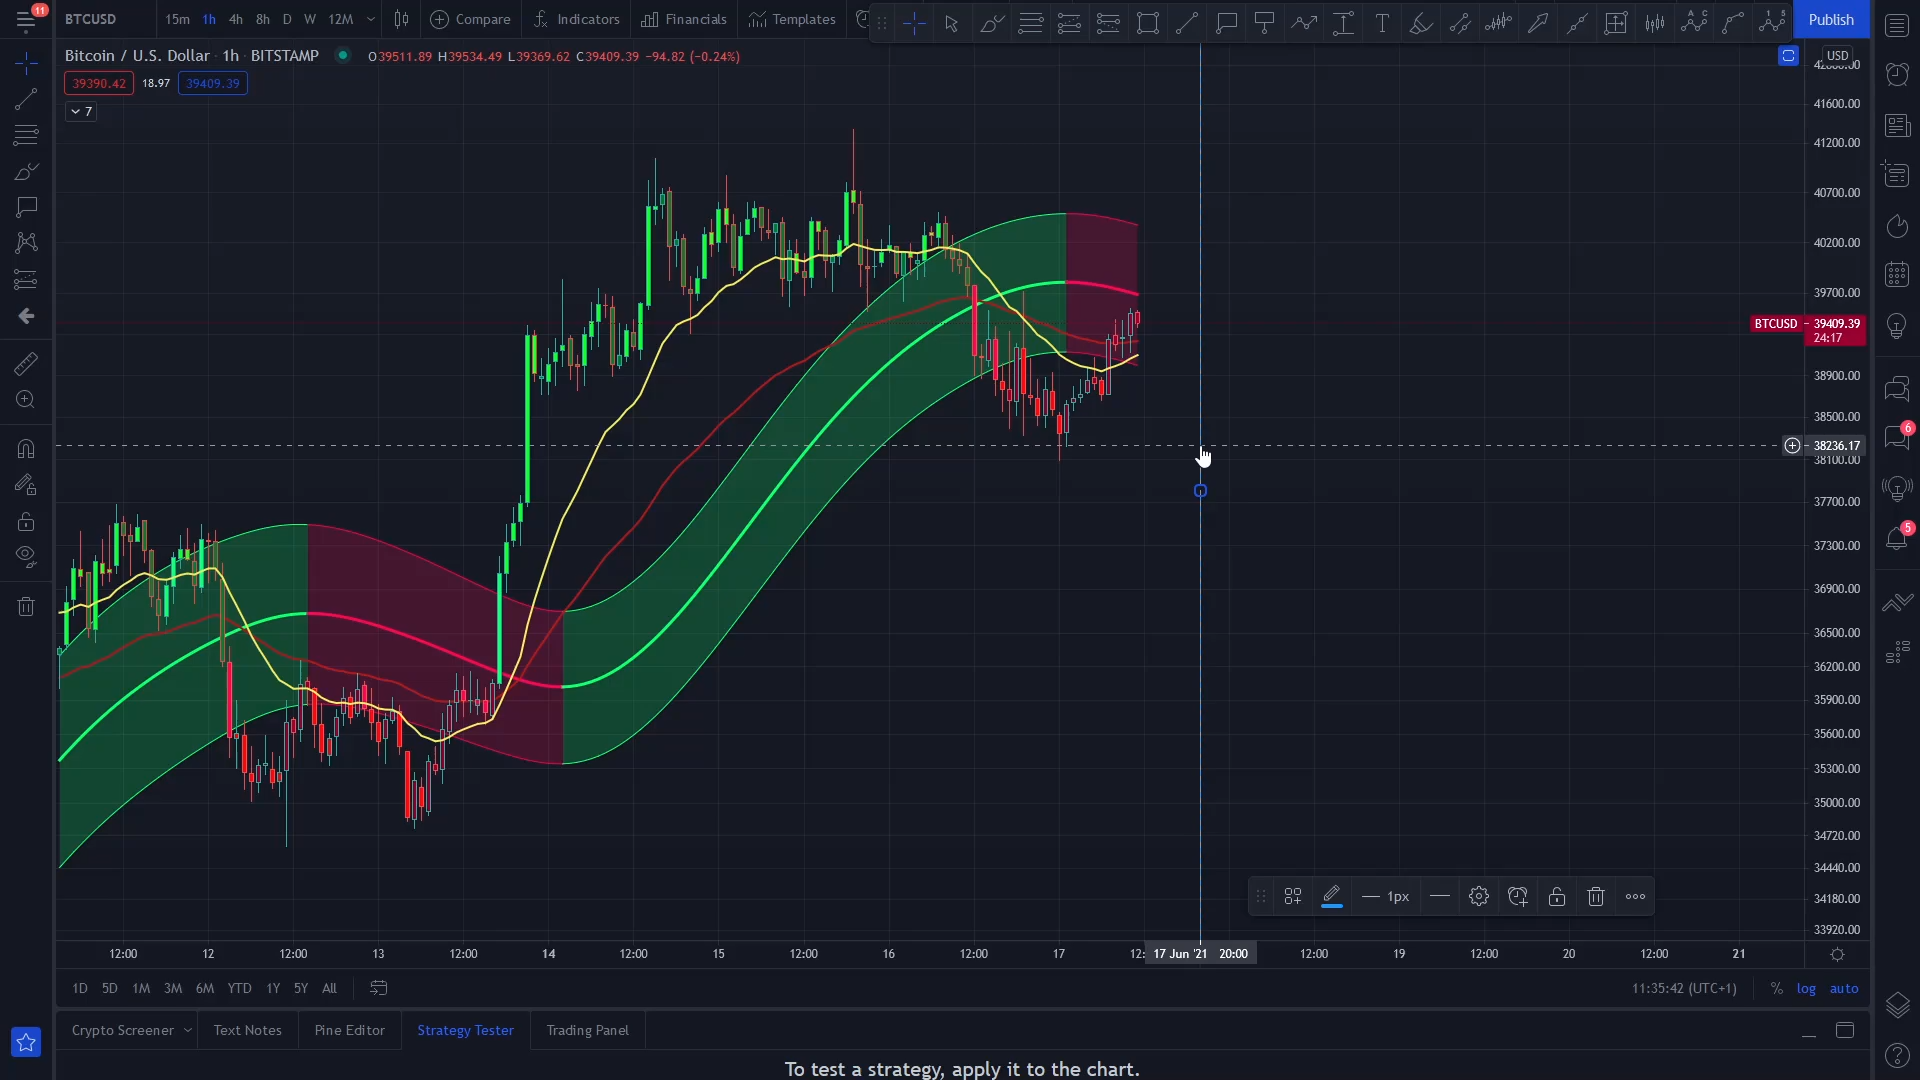 11
BTCUSD 15m 1h 4h 8h D W 12M Compare Indicators Financials Templates Publish
Bitcoin / U.S. Dollar · 1h · BITSTAMP O39511.89 H39534.49 L39369.62 C39409.39 −94.82 (−0.24%)
USD
39390.42 18.97 39409.39
7
41600.00
41200.00
40700.00
40200.00
39700.00
BTCUSD 39409.39
24:17
38900.00
38500.00
38236.17
38100.00
37700.00
37300.00
36900.00
36500.00
36200.00
35900.00
35600.00
35300.00
35000.00
34720.00
34440.00
34180.00
33920.00
6
5
1px
12:00 12 12:00 13 12:00 14 12:00 15 12:00 16 12:00 17 12: 17 Jun '21 20:00 12:00 19 12:00 20 12:00 21
1D 5D 1M 3M 6M YTD 1Y 5Y All 11:35:42 (UTC+1) % log auto
Crypto Screener Text Notes Pine Editor Strategy Tester Trading Panel
To test a strategy, apply it to the chart.